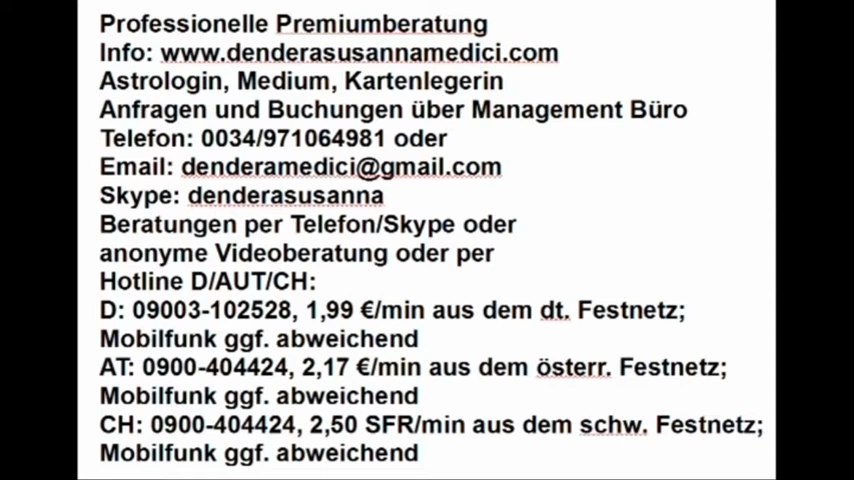 Professionelle Premiumberatung
Info: www.denderasusannamedici.com
Astrologin, Medium, Kartenlegerin
Anfragen und Buchungen über Management Büro
Telefon: 0034/971064981 oder
Email: denderamedici@gmail.com
Skype: denderasusanna
Beratungen per Telefon/Skype oder
anonyme Videoberatung oder per
Hotline D/AUT/CH:
D: 09003-102528, 1,99 €/min aus dem dt. Festnetz;
Mobilfunk ggf. abweichend
AT: 0900-404424, 2,17 €/min aus dem österr. Festnetz;
Mobilfunk ggf. abweichend
CH: 0900-404424, 2,50 SFR/min aus dem schw. Festnetz;
Mobilfunk ggf. abweichend